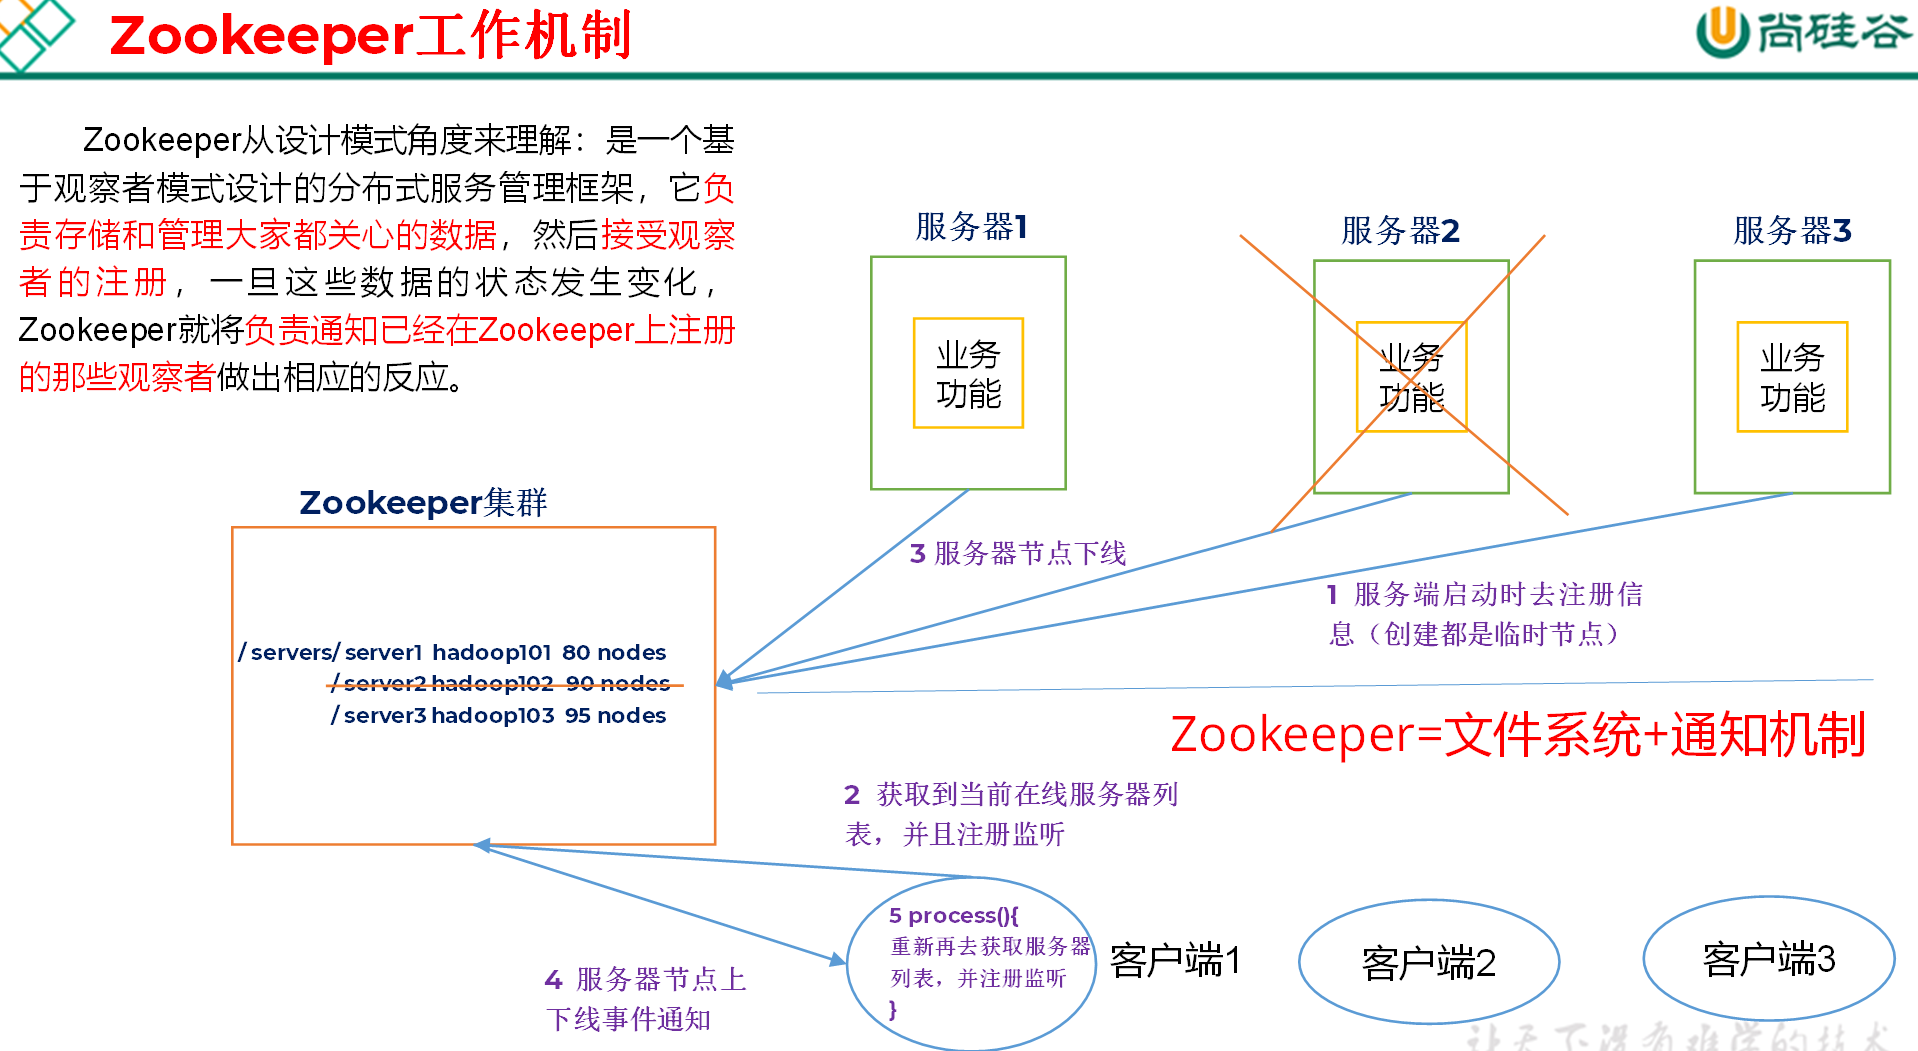 Zookeeper工作机制
尚硅谷
Zookeeper从设计模式角度来理解：是一个基
于观察者模式设计的分布式服务管理框架，它负
责存储和管理大家都关心的数据，然后接受观察
者的注册，一旦这些数据的状态发生变化，
Zookeeper就将负责通知已经在Zookeeper上注册
的那些观察者做出相应的反应。
服务器1
服务器2
服务器3
业务
功能
业务
功能
业务
功能
Zookeeper集群
3 服务器节点下线
1 服务端启动时去注册信
息（创建都是临时节点）
/servers/server1 hadoop101 80 nodes
/server2 hadoop102 90 nodes
/server3 hadoop103 95 nodes
Zookeeper=文件系统+通知机制
2 获取到当前在线服务器列
表，并且注册监听
5 process(){
重新再去获取服务器
列表，并注册监听
}
客户端1
客户端2
客户端3
4 服务器节点上
下线事件通知
让天下没有难学的技术